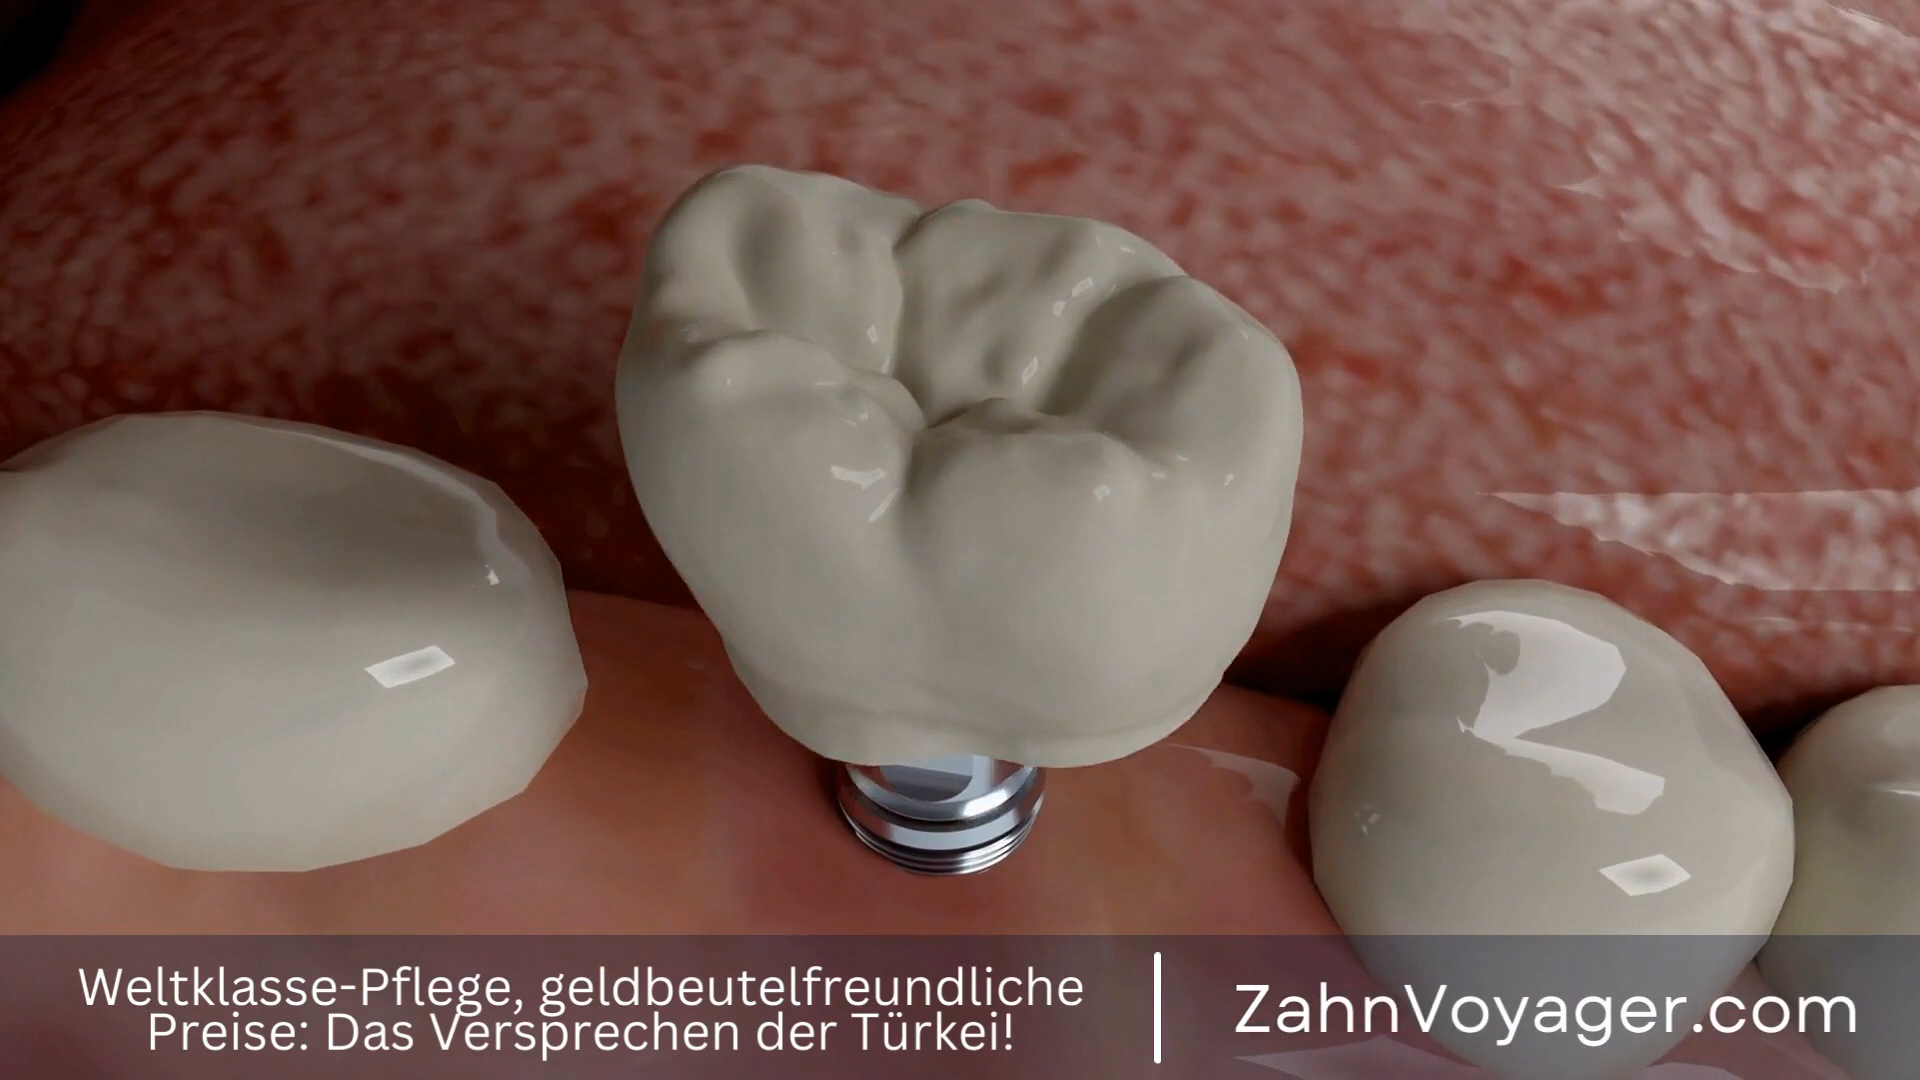 Weltklasse-Pflege, geldbeutelfreundliche
Preise: Das Versprechen der Türkei!
ZahnVoyager.com